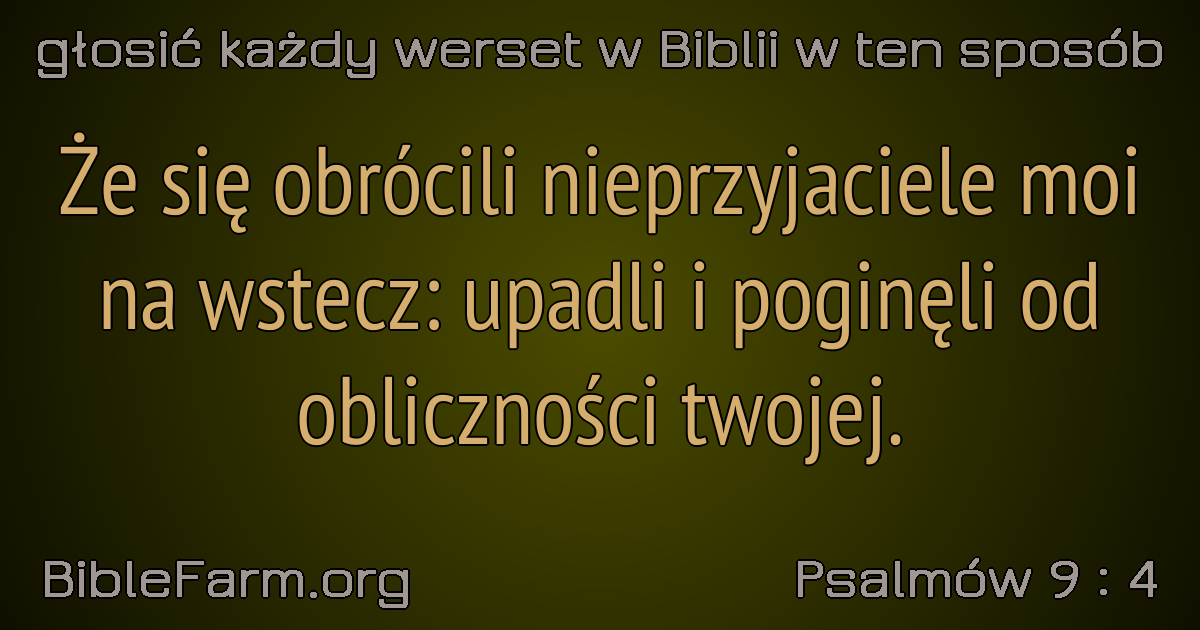 głosić każdy werset w Biblii w ten sposób
Że się obrócili nieprzyjaciele moi
na wstecz: upadli i poginęli od
obliczności twojej.
BibleFarm.org
Psalmów 9 : 4